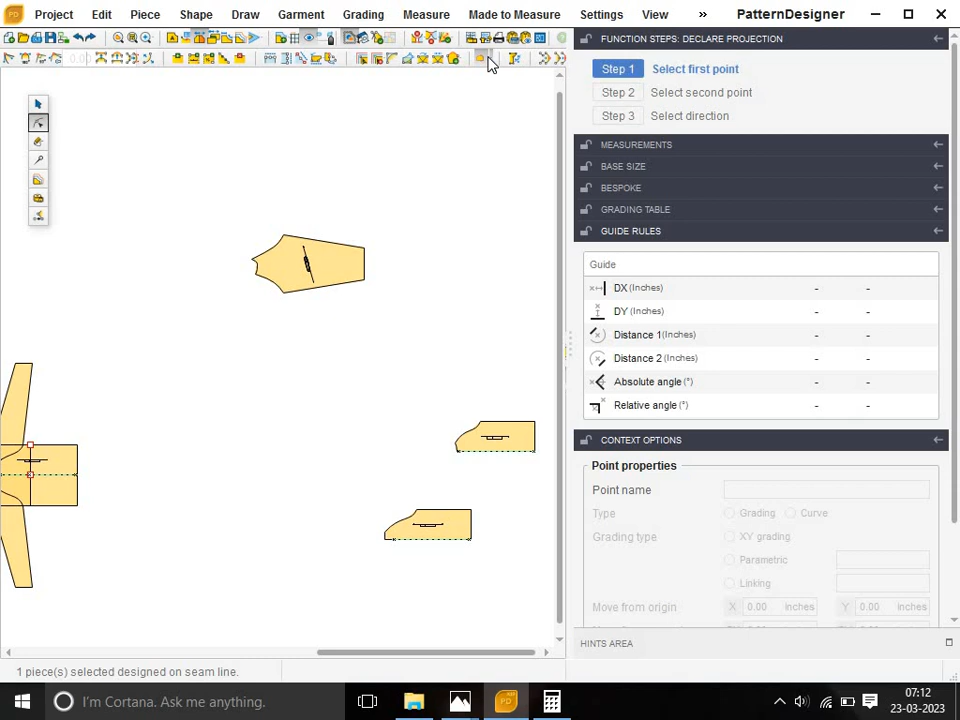 PD Project Edit Piece Shape Draw Garment Grading Measure Made to Measure Settings View » PatternDesigner
FUNCTION STEPS: DECLARE PROJECTION
Step 1 Select first point
Step 2 Select second point
Step 3 Select direction
MEASUREMENTS
BASE SIZE
BESPOKE
GRADING TABLE
GUIDE RULES
Guide
DX (Inches) - -
DY (Inches) - -
Distance 1(Inches) - -
Distance 2 (Inches) - -
Absolute angle (°) - -
Relative angle (°) - -
CONTEXT OPTIONS
Point properties
Point name
Type Grading Curve
Grading type XY grading
Parametric
Linking
Move from origin X 0.00 inches Y 0.00 inches
HINTS AREA
1 piece(s) selected designed on seam line.
I'm Cortana. Ask me anything.
07:12
23-03-2023